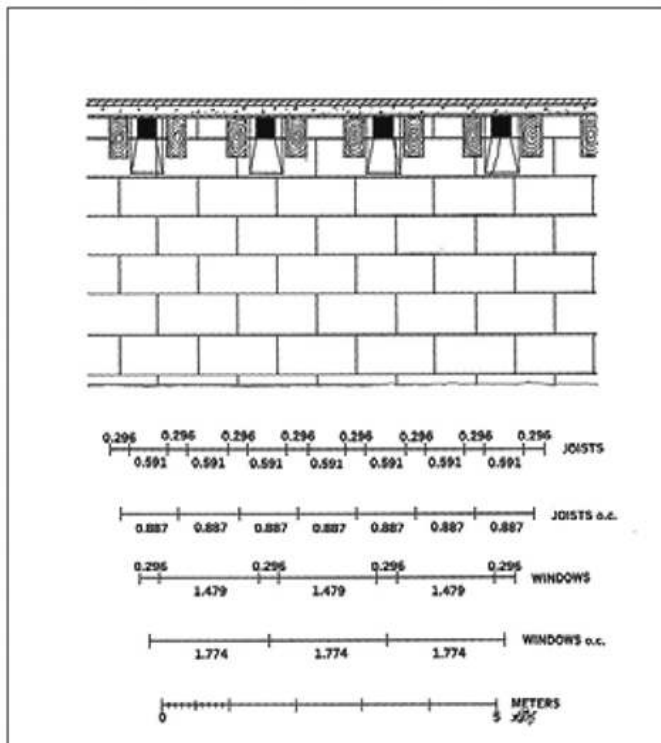 0.296 0.296 0.296 0.296 0.296 0.296 0.296 0.296
JOISTS
0.591 0.591 0.591 0.591 0.591 0.591 0.591
JOISTS o.c.
0.887 0.887 0.887 0.887 0.887 0.887 0.887
0.296 0.296 0.296 0.296
WINDOWS
1.479 1.479 1.479
WINDOWS o.c.
1.774 1.774 1.774
METERS
0 5